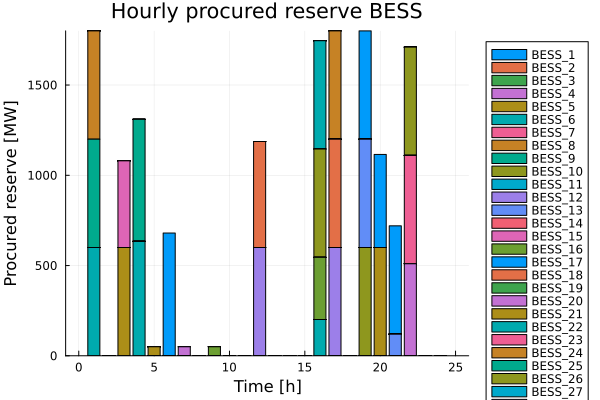 Hourly procured reserve BESS
Procured reserve [MW]
1500
1000
500
0
0 5 10 15 20 25
Time [h]
BESS_1
BESS_2
BESS_3
BESS_4
BESS_5
BESS_6
BESS_7
BESS_8
BESS_9
BESS_10
BESS_11
BESS_12
BESS_13
BESS_14
BESS_15
BESS_16
BESS_17
BESS_18
BESS_19
BESS_20
BESS_21
BESS_22
BESS_23
BESS_24
BESS_25
BESS_26
BESS_27